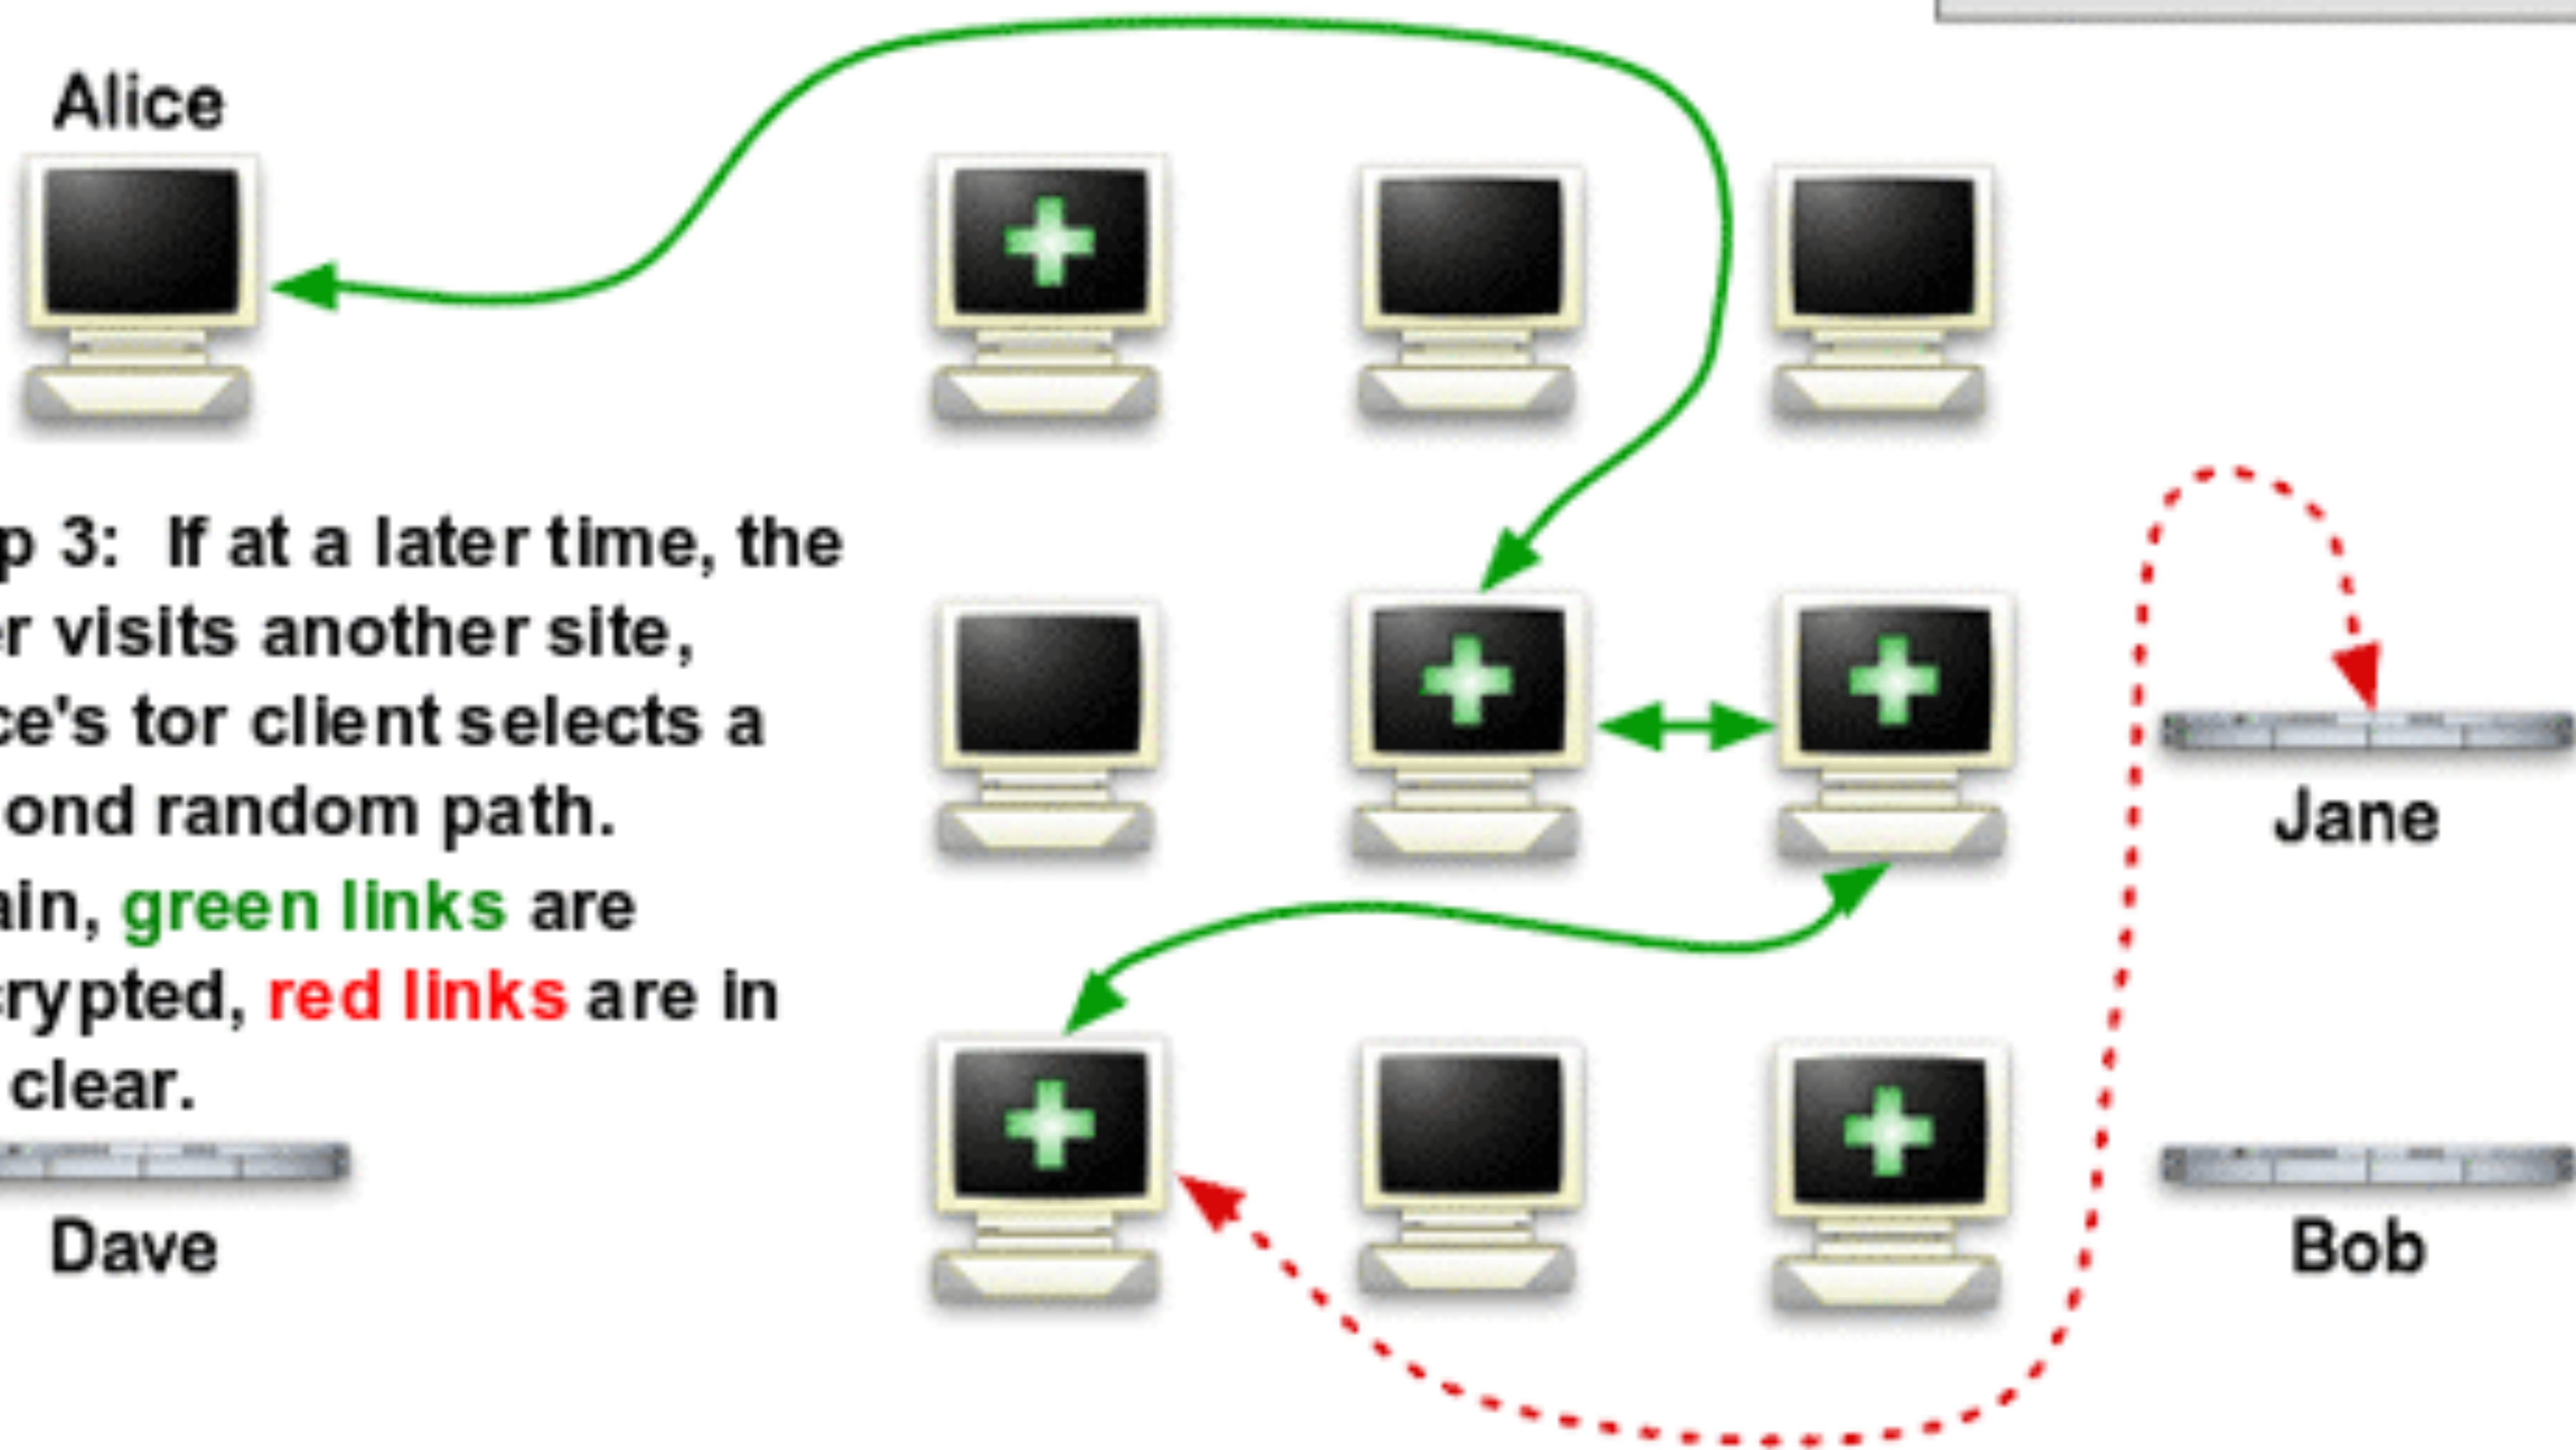 Alice
p 3: If at a later time, the
er visits another site,
ce's tor client selects a
ond random path.
ain, green links are
crypted, red links are in
clear.
Jane
Dave
Bob